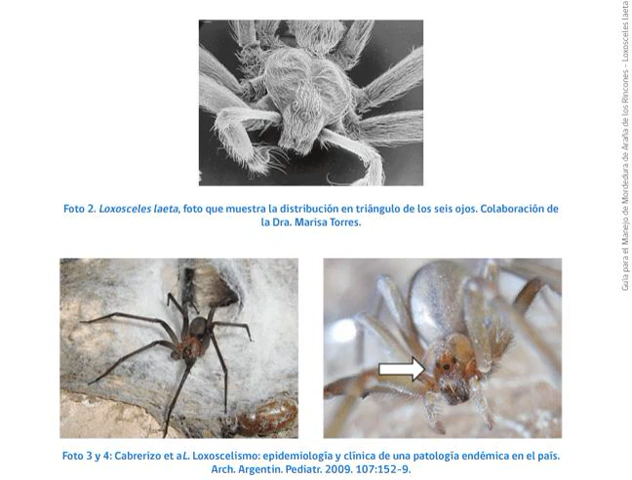 Foto 2. Loxosceles laeta, foto que muestra la distribución en triángulo de los seis ojos. Colaboración de
la Dra. Marisa Torres.
Foto 3 y 4: Cabrerizo et aL. Loxoscelismo: epidemiología y clínica de una patología endémica en el país.
Arch. Argentin. Pediatr. 2009. 107:152-9.
Guía para el Manejo de Mordedura de Araña de los Rincones - Loxosceles laeta